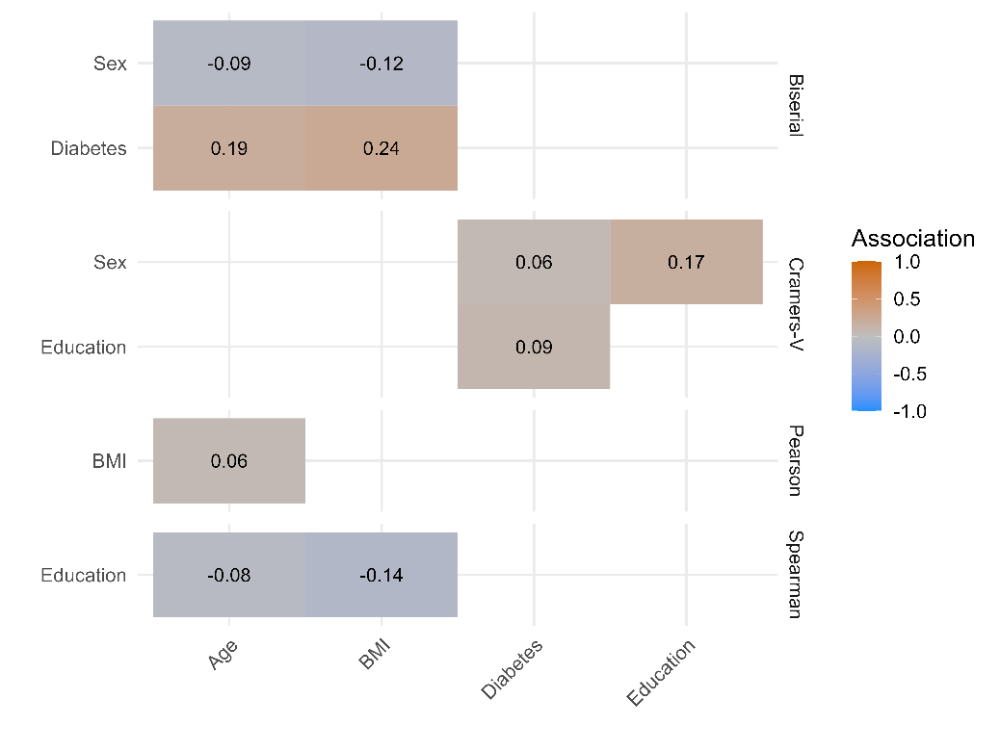 Sex -0.09 -0.12
Diabetes 0.19 0.24
Biserial
Sex 0.06 0.17
Education 0.09
Cramers-V
BMI 0.06
Pearson
Education -0.08 -0.14
Spearman
Age BMI Diabetes Education
Association
1.0
0.5
0.0
-0.5
-1.0